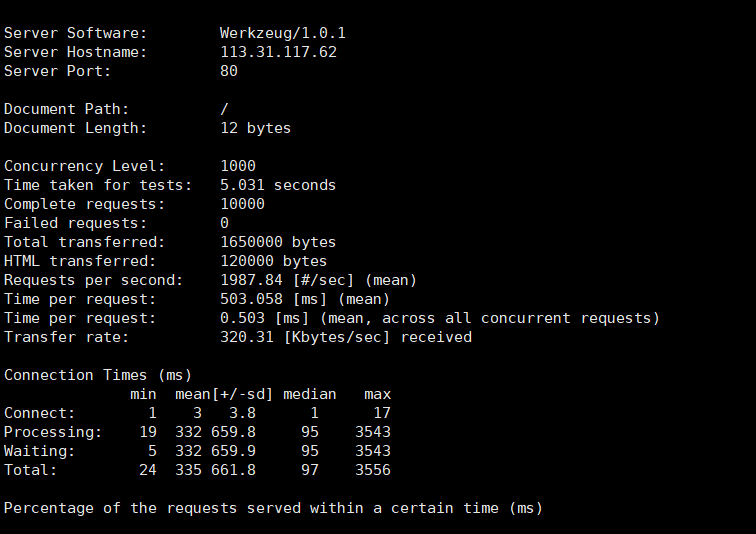 Server Software:        Werkzeug/1.0.1
Server Hostname:        113.31.117.62
Server Port:            80
Document Path:          /
Document Length:        12 bytes
Concurrency Level:      1000
Time taken for tests:   5.031 seconds
Complete requests:      10000
Failed requests:        0
Total transferred:      1650000 bytes
HTML transferred:       120000 bytes
Requests per second:    1987.84 [#/sec] (mean)
Time per request:       503.058 [ms] (mean)
Time per request:       0.503 [ms] (mean, across all concurrent requests)
Transfer rate:          320.31 [Kbytes/sec] received
Connection Times (ms)
              min  mean[+/-sd] median   max
Connect:        1    3   3.8      1      17
Processing:    19  332 659.8     95    3543
Waiting:        5  332 659.9     95    3543
Total:         24  335 661.8     97    3556
Percentage of the requests served within a certain time (ms)